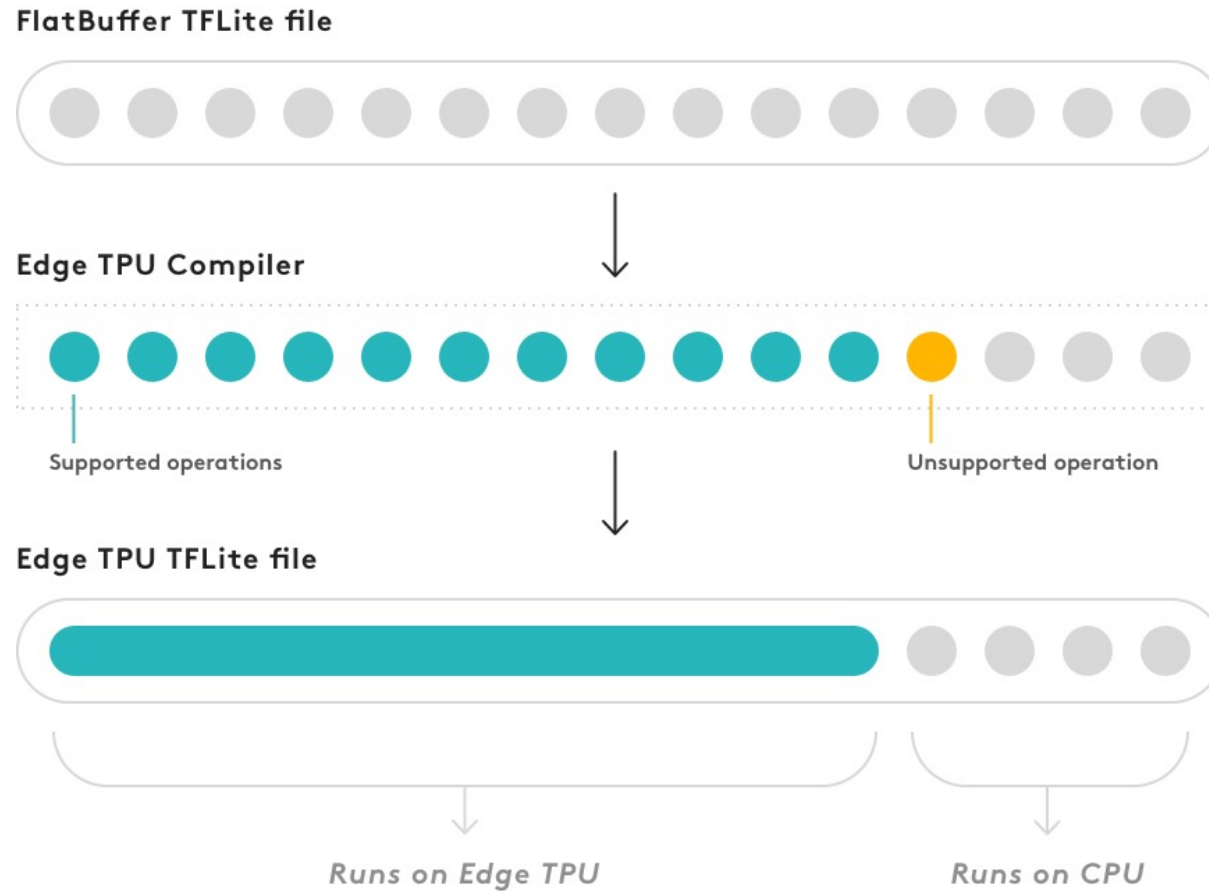 FlatBuffer TFLite file
Edge TPU Compiler
Supported operations
Unsupported operation
Edge TPU TFLite file
Runs on Edge TPU
Runs on CPU